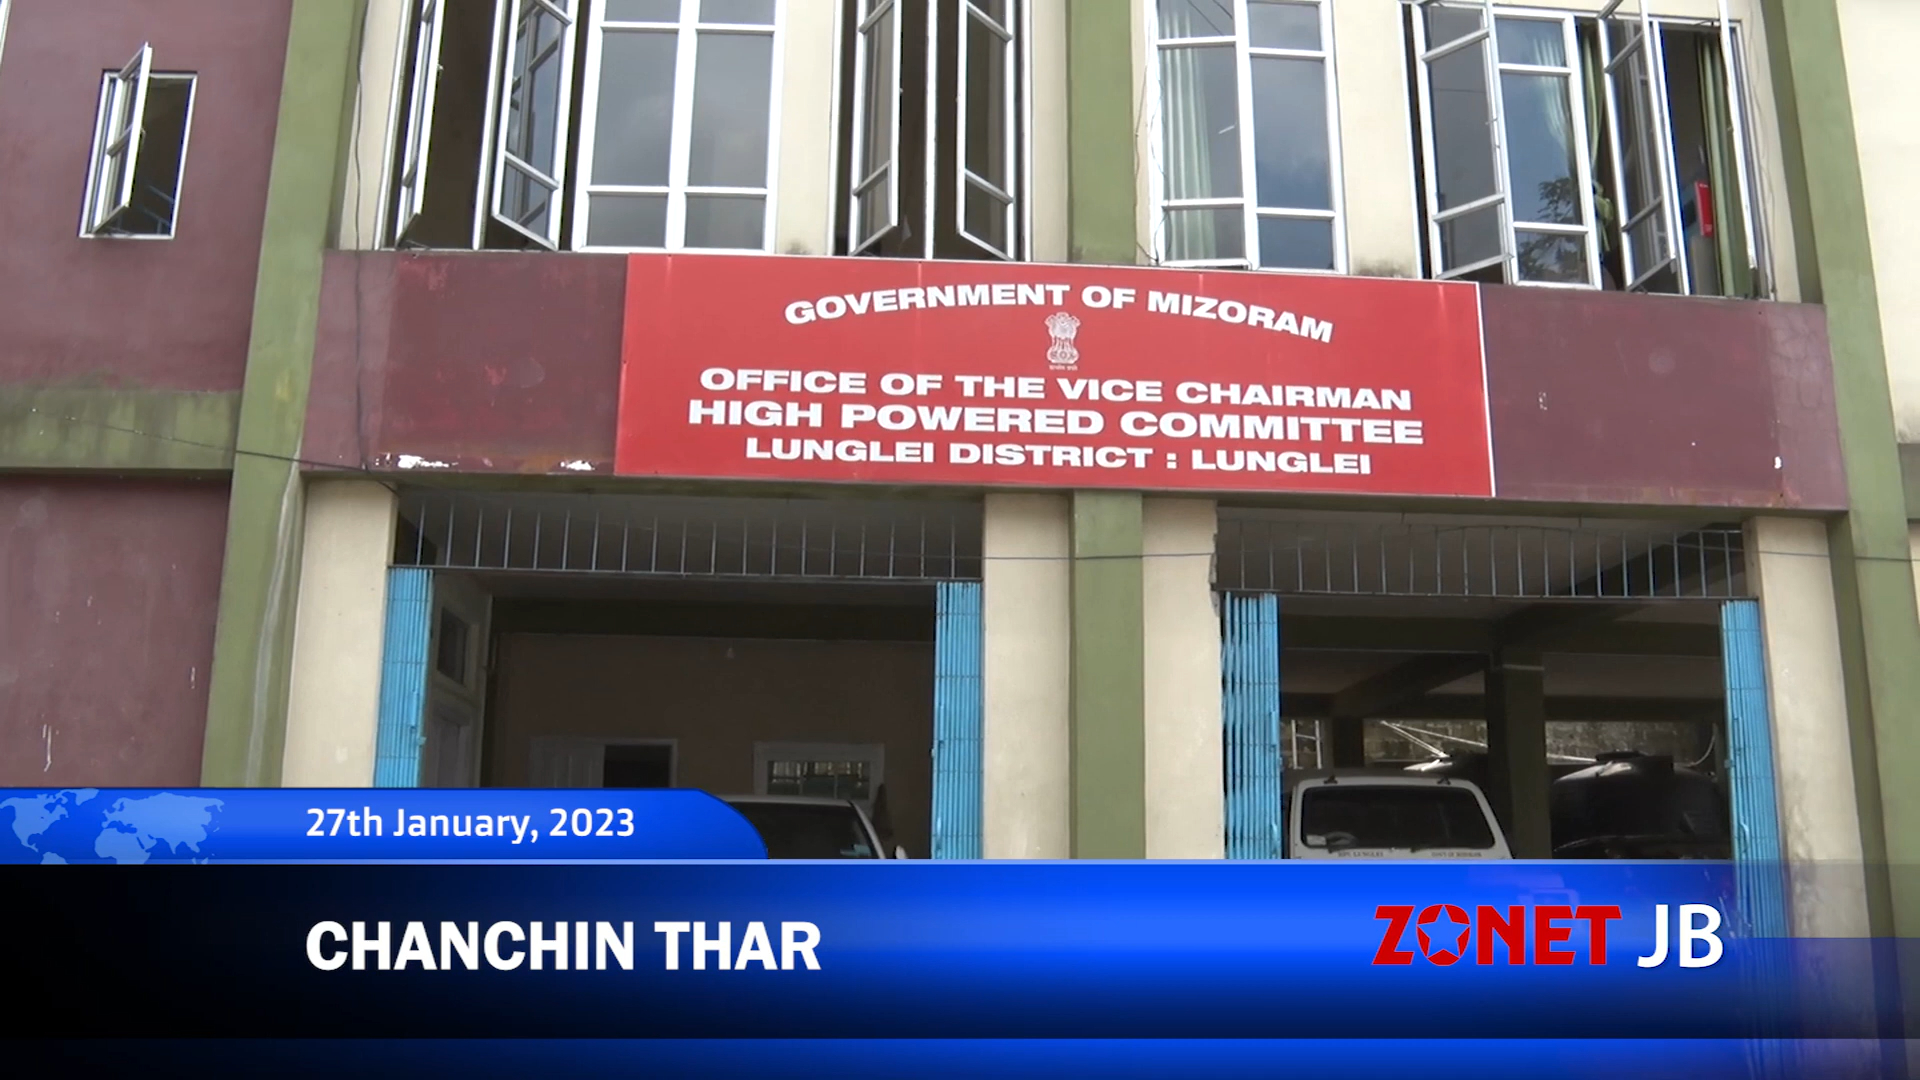 GOVERNMENT OF MIZORAM
OFFICE OF THE VICE CHAIRMAN
HIGH POWERED COMMITTEE
LUNGLEI DISTRICT : LUNGLEI
27th January, 2023
CHANCHIN THAR
ZONET JB